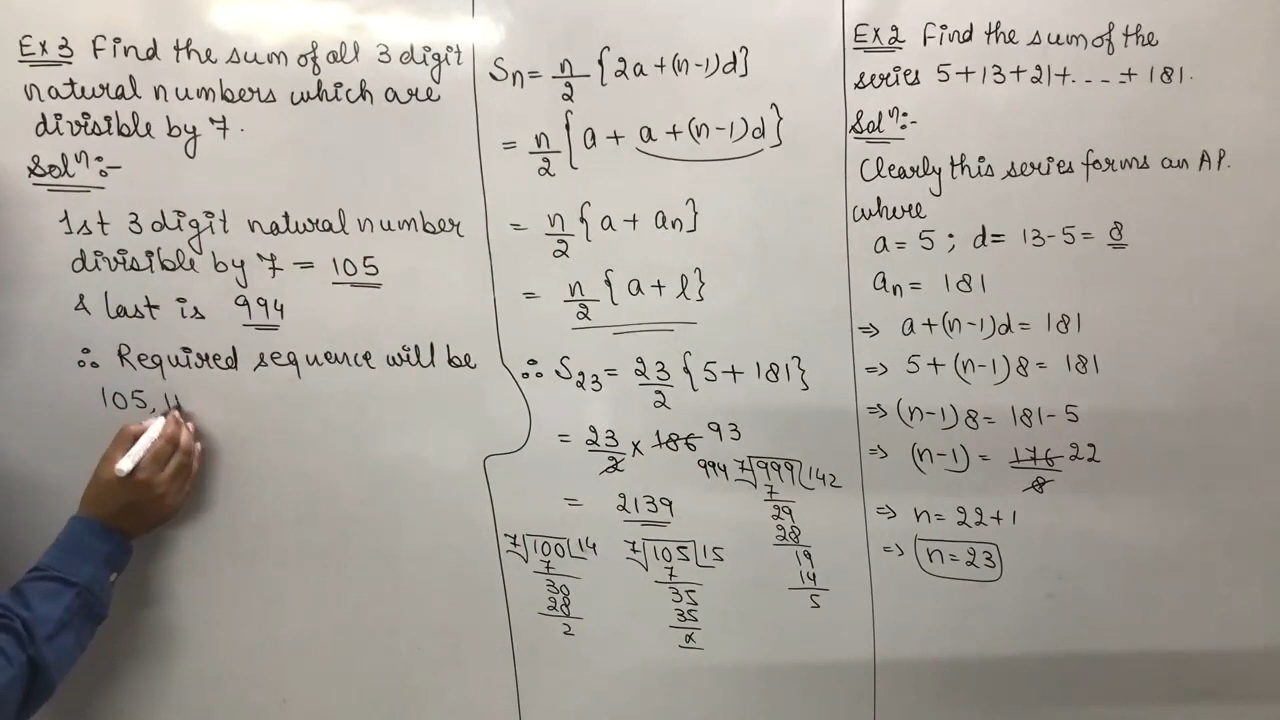 Ex 3 Find the sum of all 3 digit
natural numbers which are
divisible by 7.
Solⁿ:-
1st 3 digit natural number
divisible by 7 = 105
& last is 994
∴ Required sequence will be
105, 11
Sn = n/2 {2a+(n-1)d}
= n/2 {a + a+(n-1)d}
= n/2 {a + an}
= n/2 {a + l}
∴ S23 = 23/2 {5 + 181}
= 23/2 × 186 93
= 2139
994 7 999 142
7
29
28
19
14
5
7 100 14
7
30
28
2
7 105 15
7
35
35
x
Ex 2 Find the sum of the
series 5+13+21+....+ 181.
Solⁿ:-
Clearly this series forms an AP.
where
a = 5 ; d = 13-5 = 8
an = 181
⇒ a+(n-1)d = 181
⇒ 5+(n-1)8 = 181
⇒ (n-1)8 = 181-5
⇒ (n-1) = 176/8 22
⇒ n = 22+1
⇒ n = 23